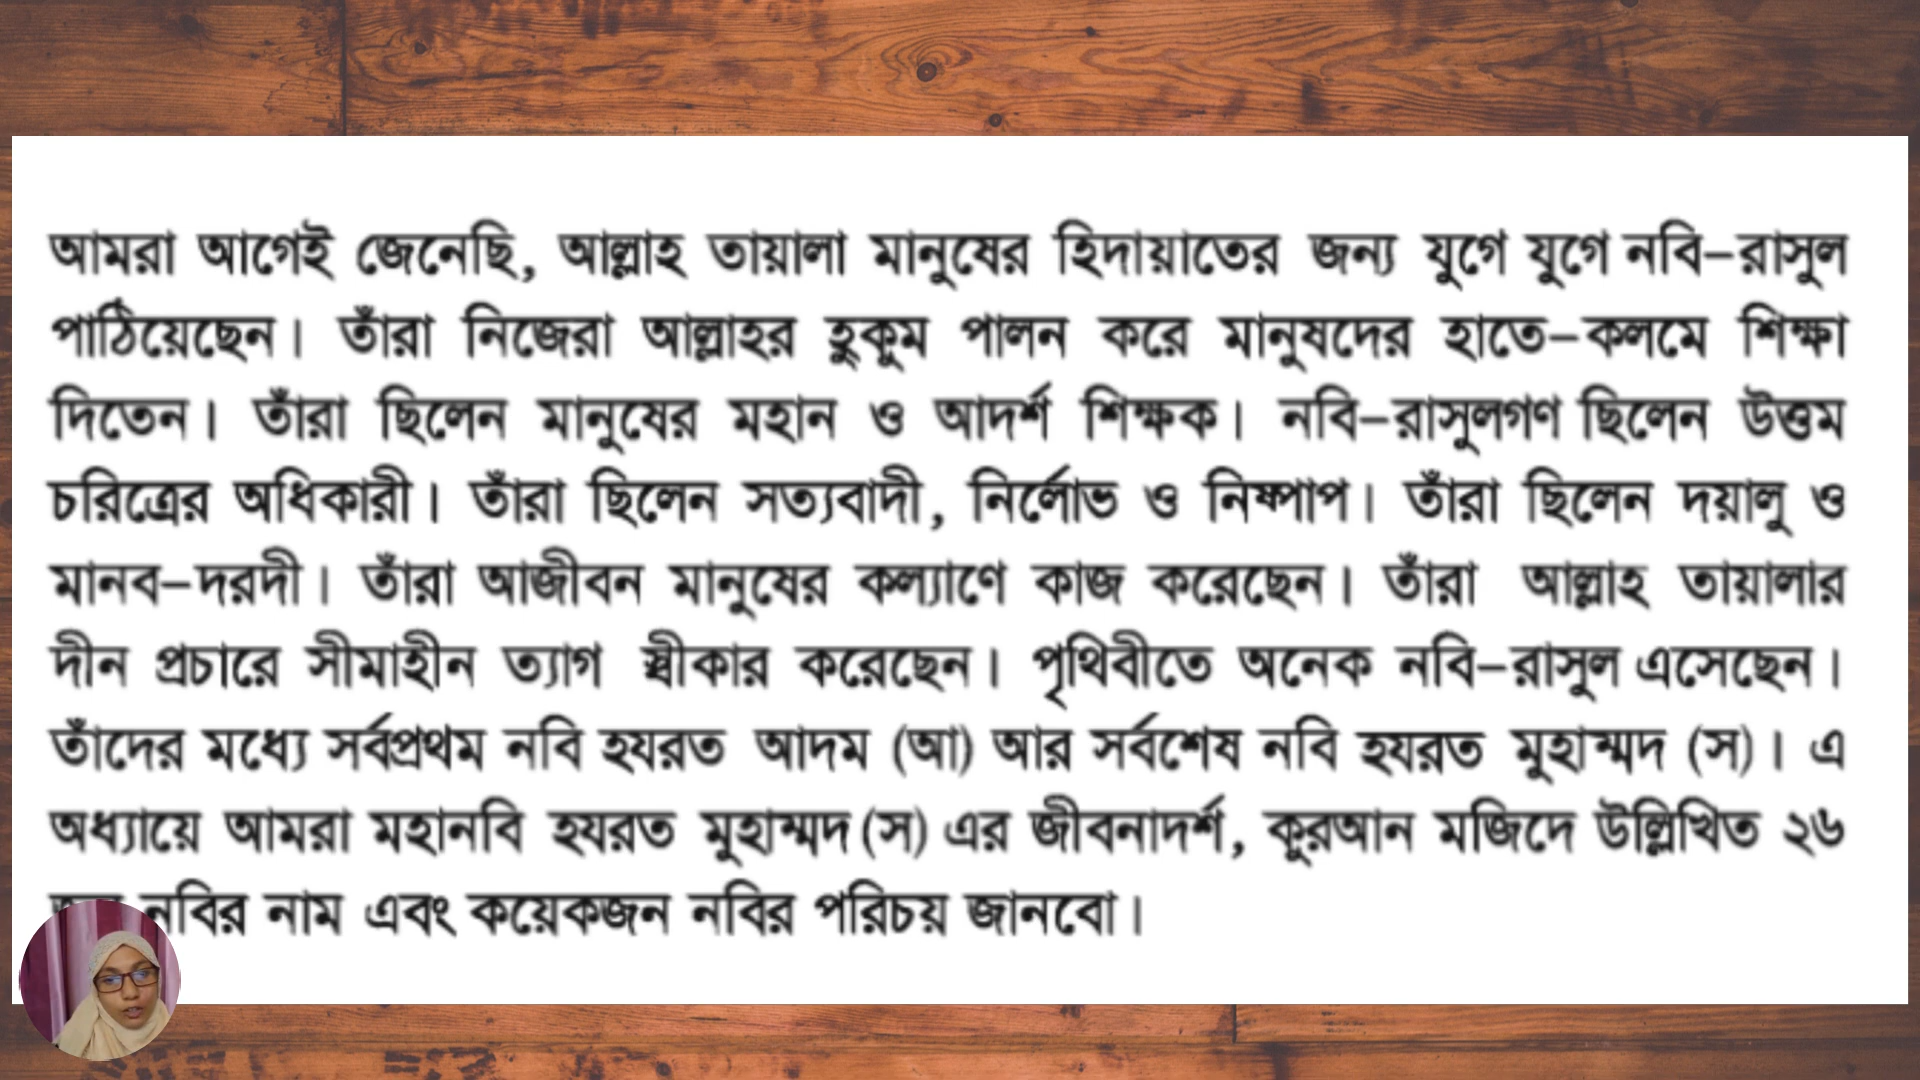 আমরা আগেই জেনেছি, আল্লাহ তায়ালা মানুষের হিদায়াতের জন্য যুগে যুগে নবি-রাসুল
পাঠিয়েছেন। তাঁরা নিজেরা আল্লাহর হুকুম পালন করে মানুষদের হাতে-কলমে শিক্ষা
দিতেন। তাঁরা ছিলেন মানুষের মহান ও আদর্শ শিক্ষক। নবি-রাসুলগণ ছিলেন উত্তম
চরিত্রের অধিকারী। তাঁরা ছিলেন সত্যবাদী, নির্লোভ ও নিষ্পাপ। তাঁরা ছিলেন দয়ালু ও
মানব-দরদী। তাঁরা আজীবন মানুষের কল্যাণে কাজ করেছেন। তাঁরা আল্লাহ তায়ালার
দীন প্রচারে সীমাহীন ত্যাগ স্বীকার করেছেন। পৃথিবীতে অনেক নবি-রাসুল এসেছেন।
তাঁদের মধ্যে সর্বপ্রথম নবি হযরত আদম (আ) আর সর্বশেষ নবি হযরত মুহাম্মদ (স)। এ
অধ্যায়ে আমরা মহানবি হযরত মুহাম্মদ (স) এর জীবনাদর্শ, কুরআন মজিদে উল্লিখিত ২৬
নবির নাম এবং কয়েকজন নবির পরিচয় জানবো।